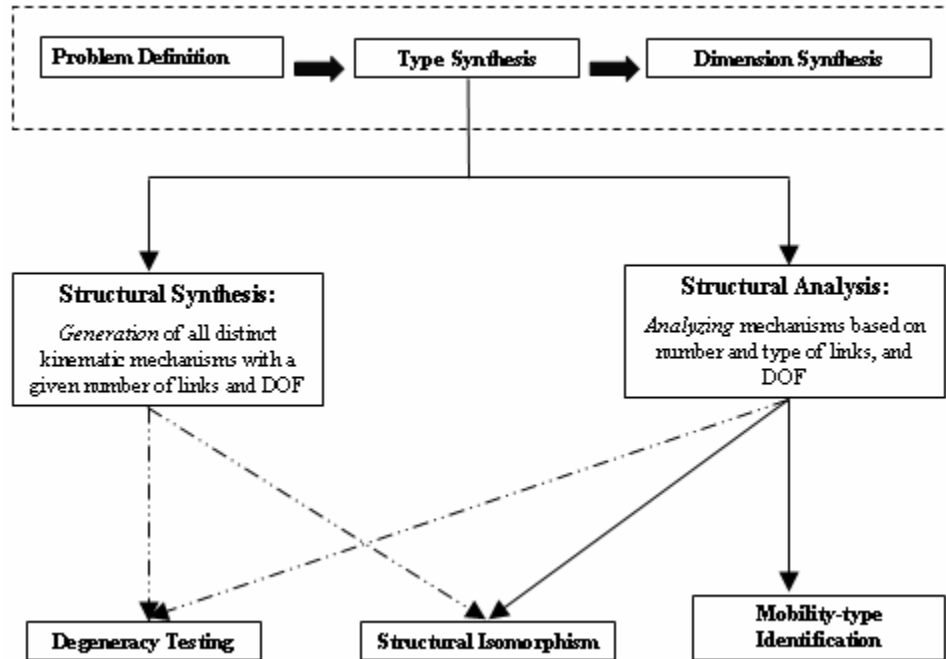 Problem Definition
Type Synthesis
Dimension Synthesis
Structural Synthesis:
Generation of all distinct
kinematic mechanisms with a
given number of links and DOF
Structural Analysis:
Analyzing mechanisms based on
number and type of links, and
DOF
Degeneracy Testing
Structural Isomorphism
Mobility-type
Identification